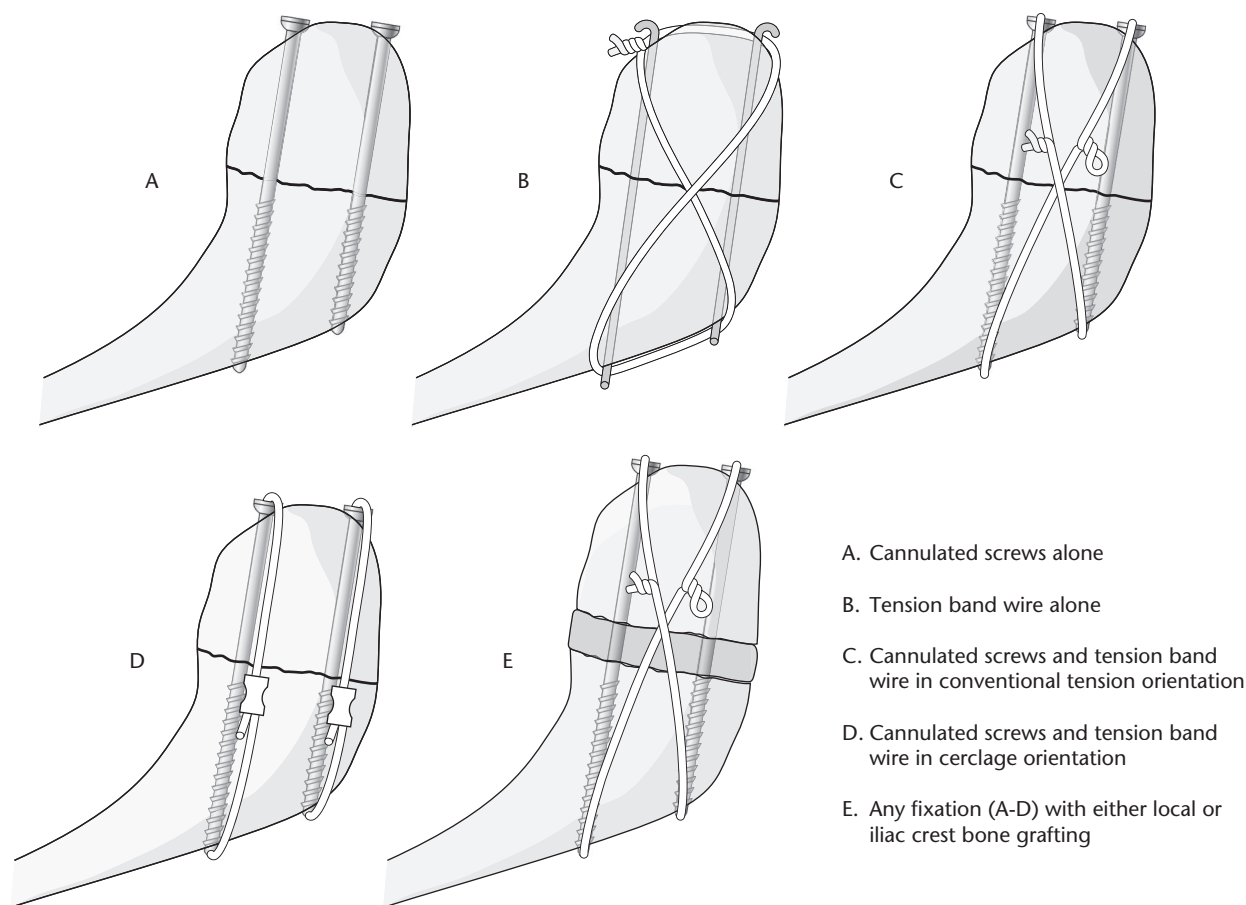 A
B
C
D
E
A. Cannulated screws alone
B. Tension band wire alone
C. Cannulated screws and tension band
wire in conventional tension orientation
D. Cannulated screws and tension band
wire in cerclage orientation
E. Any fixation (A-D) with either local or
iliac crest bone grafting